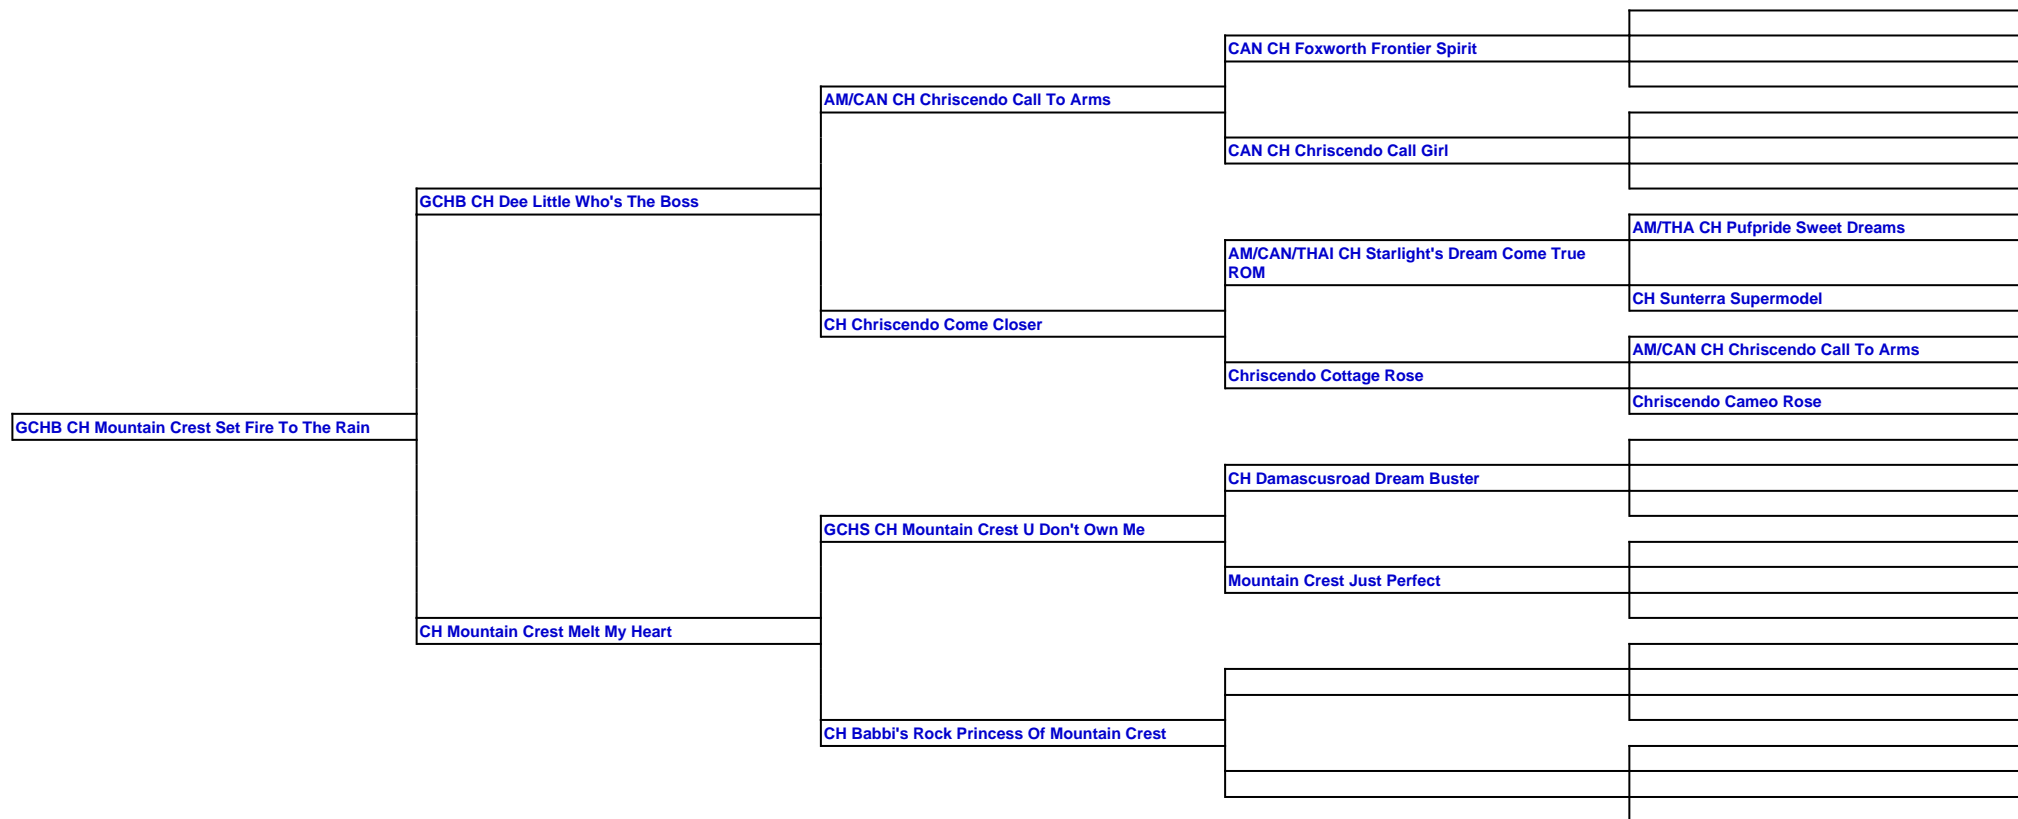 CAN CH Foxworth Frontier Spirit
AM/CAN CH Chriscendo Call To Arms
CAN CH Chriscendo Call Girl
GCHB CH Dee Little Who's The Boss
AM/THA CH Pufpride Sweet Dreams
AM/CAN/THAI CH Starlight's Dream Come True
ROM
CH Sunterra Supermodel
CH Chriscendo Come Closer
AM/CAN CH Chriscendo Call To Arms
Chriscendo Cottage Rose
Chriscendo Cameo Rose
GCHB CH Mountain Crest Set Fire To The Rain
CH Damascusroad Dream Buster
GCHS CH Mountain Crest U Don't Own Me
Mountain Crest Just Perfect
CH Mountain Crest Melt My Heart
CH Babbi's Rock Princess Of Mountain Crest